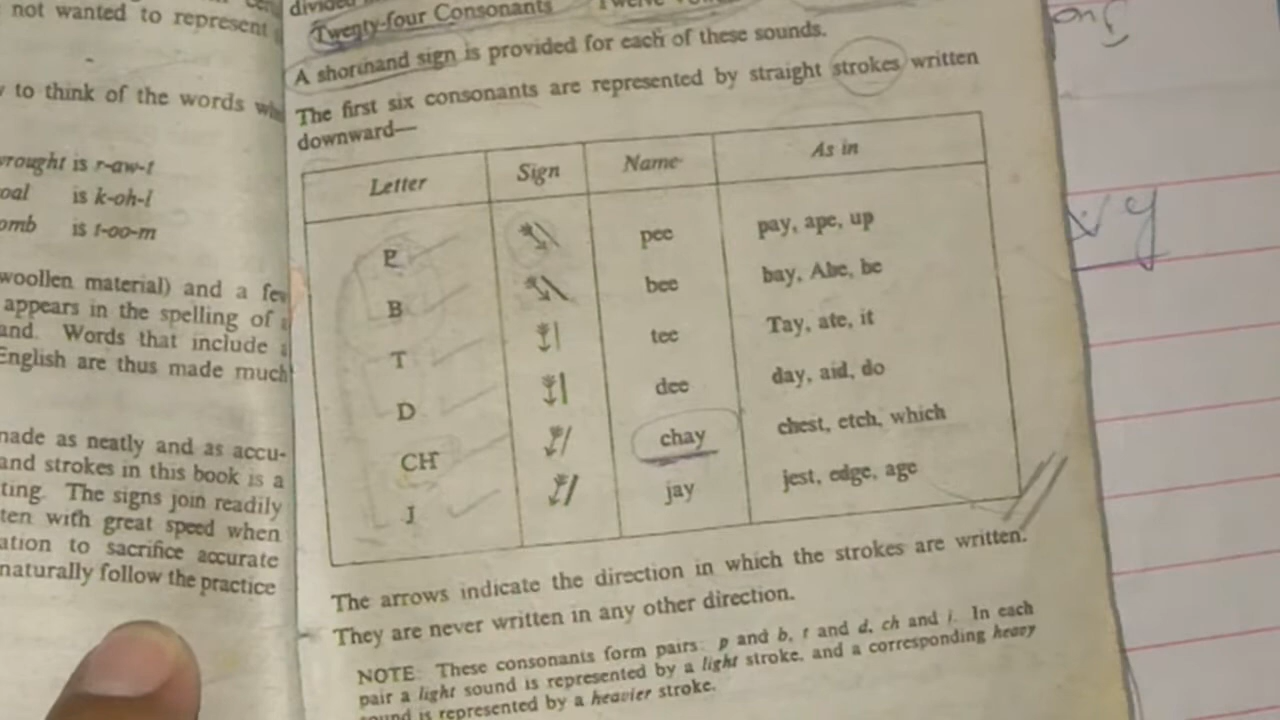 not wanted to represent
to think of the words
wrought is r-aw-t
is k-oh-l
is t-oo-m
woollen material) and a few
appears in the spelling of
and. Words that include
English are thus made much
made as neatly and as accu-
and strokes in this book is a
The signs join readily
with great speed when
to sacrifice accurate
naturally follow the practice
divided
Twenty-four Consonants Twelve
A shorthand sign is provided for each of these sounds.
The first six consonants are represented by straight strokes written
downward—
Letter Sign Name As in
P pee pay, ape, up
B bee bay, Abe, be
T tee Tay, ate, it
D dee day, aid, do
CH chay chest, etch, which
J jay jest, edge, age
The arrows indicate the direction in which the strokes are written.
They are never written in any other direction.
NOTE: These consonants form pairs: p and b, t and d, ch and j. In each
pair a light sound is represented by a light stroke, and a corresponding heavy
sound is represented by a heavier stroke.